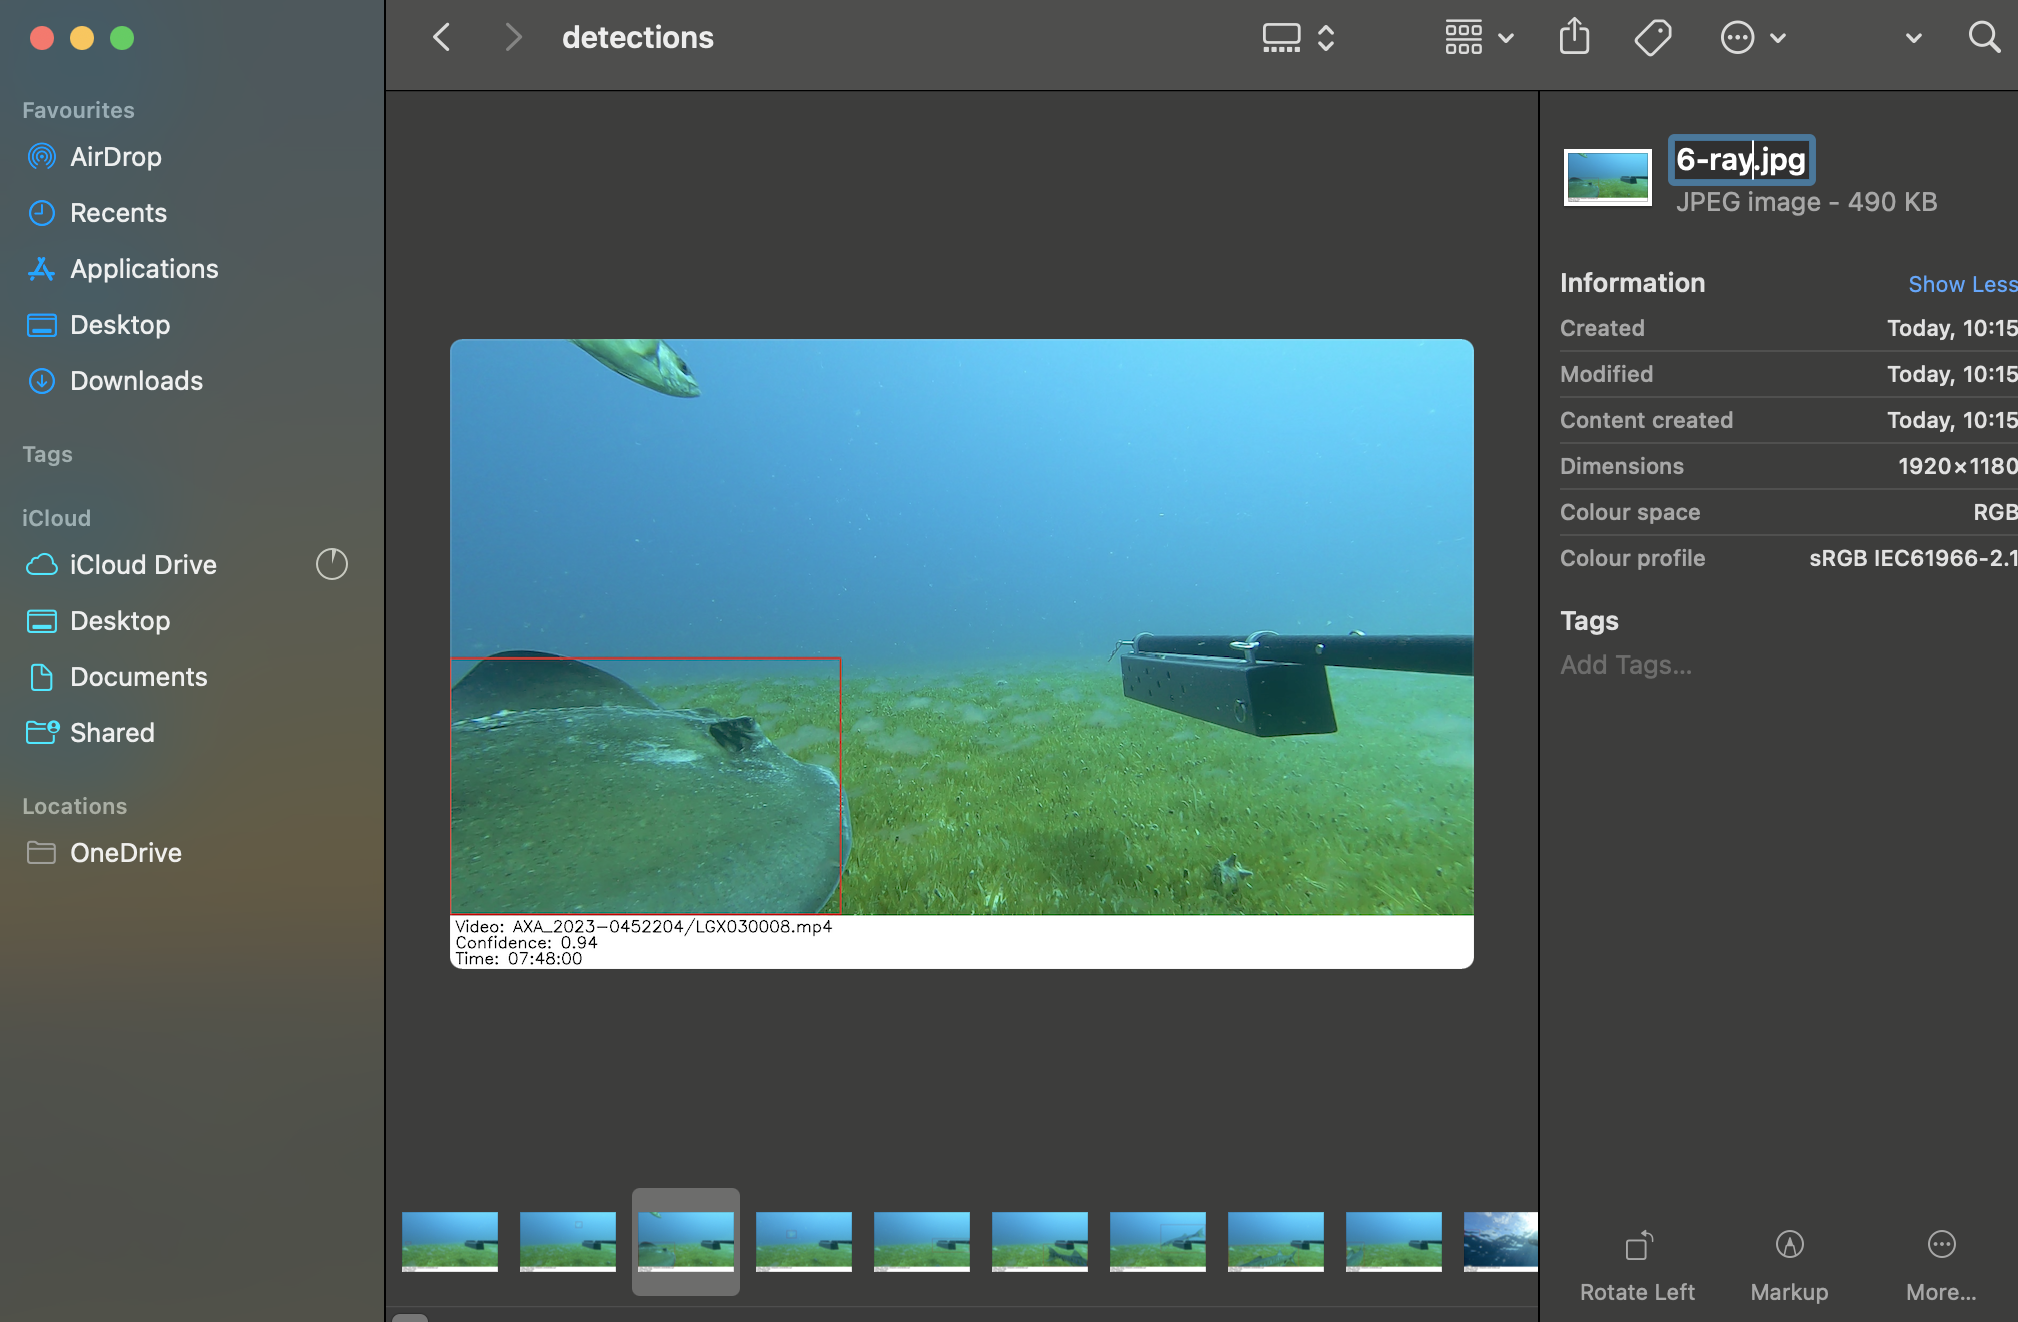 detections
Favourites
AirDrop
Recents
Applications
Desktop
Downloads
Tags
iCloud
iCloud Drive
Desktop
Documents
Shared
Locations
OneDrive
Video: AXA_2023-0452204/LGX030008.mp4
Confidence: 0.94
Time: 07:48:00
6-ray.jpg
JPEG image - 490 KB
Information Show Less
Created Today, 10:15
Modified Today, 10:15
Content created Today, 10:15
Dimensions 1920×1180
Colour space RGB
Colour profile sRGB IEC61966-2.1
Tags
Add Tags...
Rotate Left Markup More...